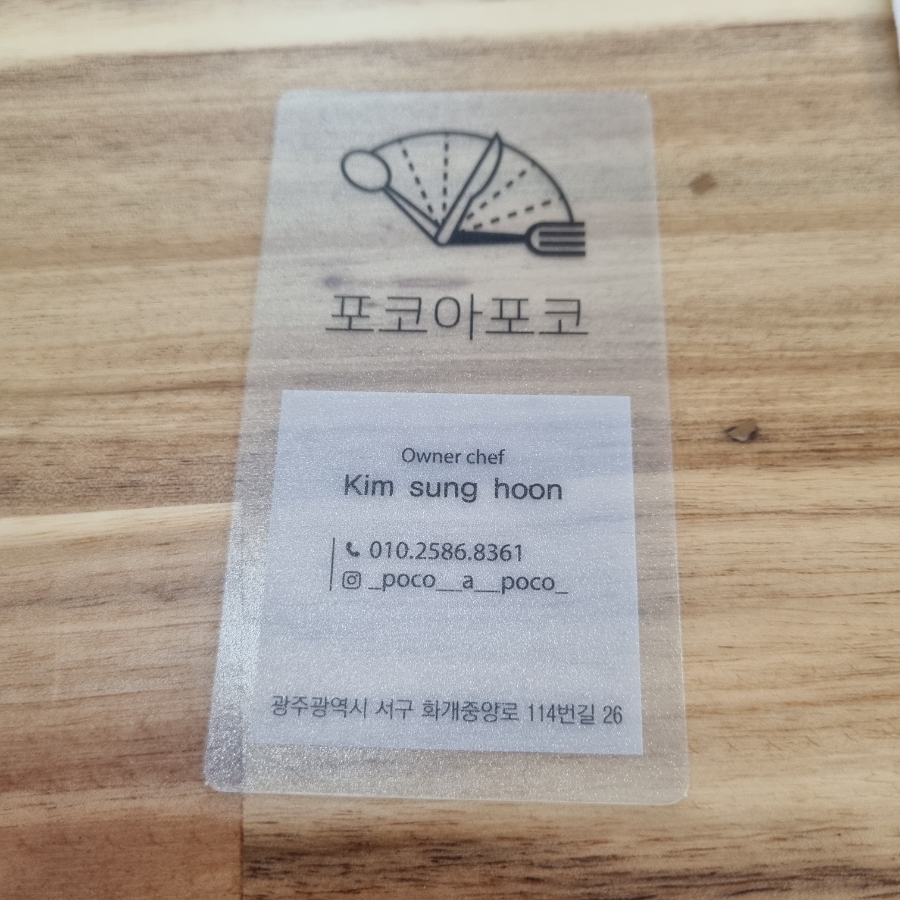 포코아포코
Owner chef
Kim sung hoon
010.2586.8361
_poco__a__poco_
광주광역시 서구 화개중앙로 114번길 26